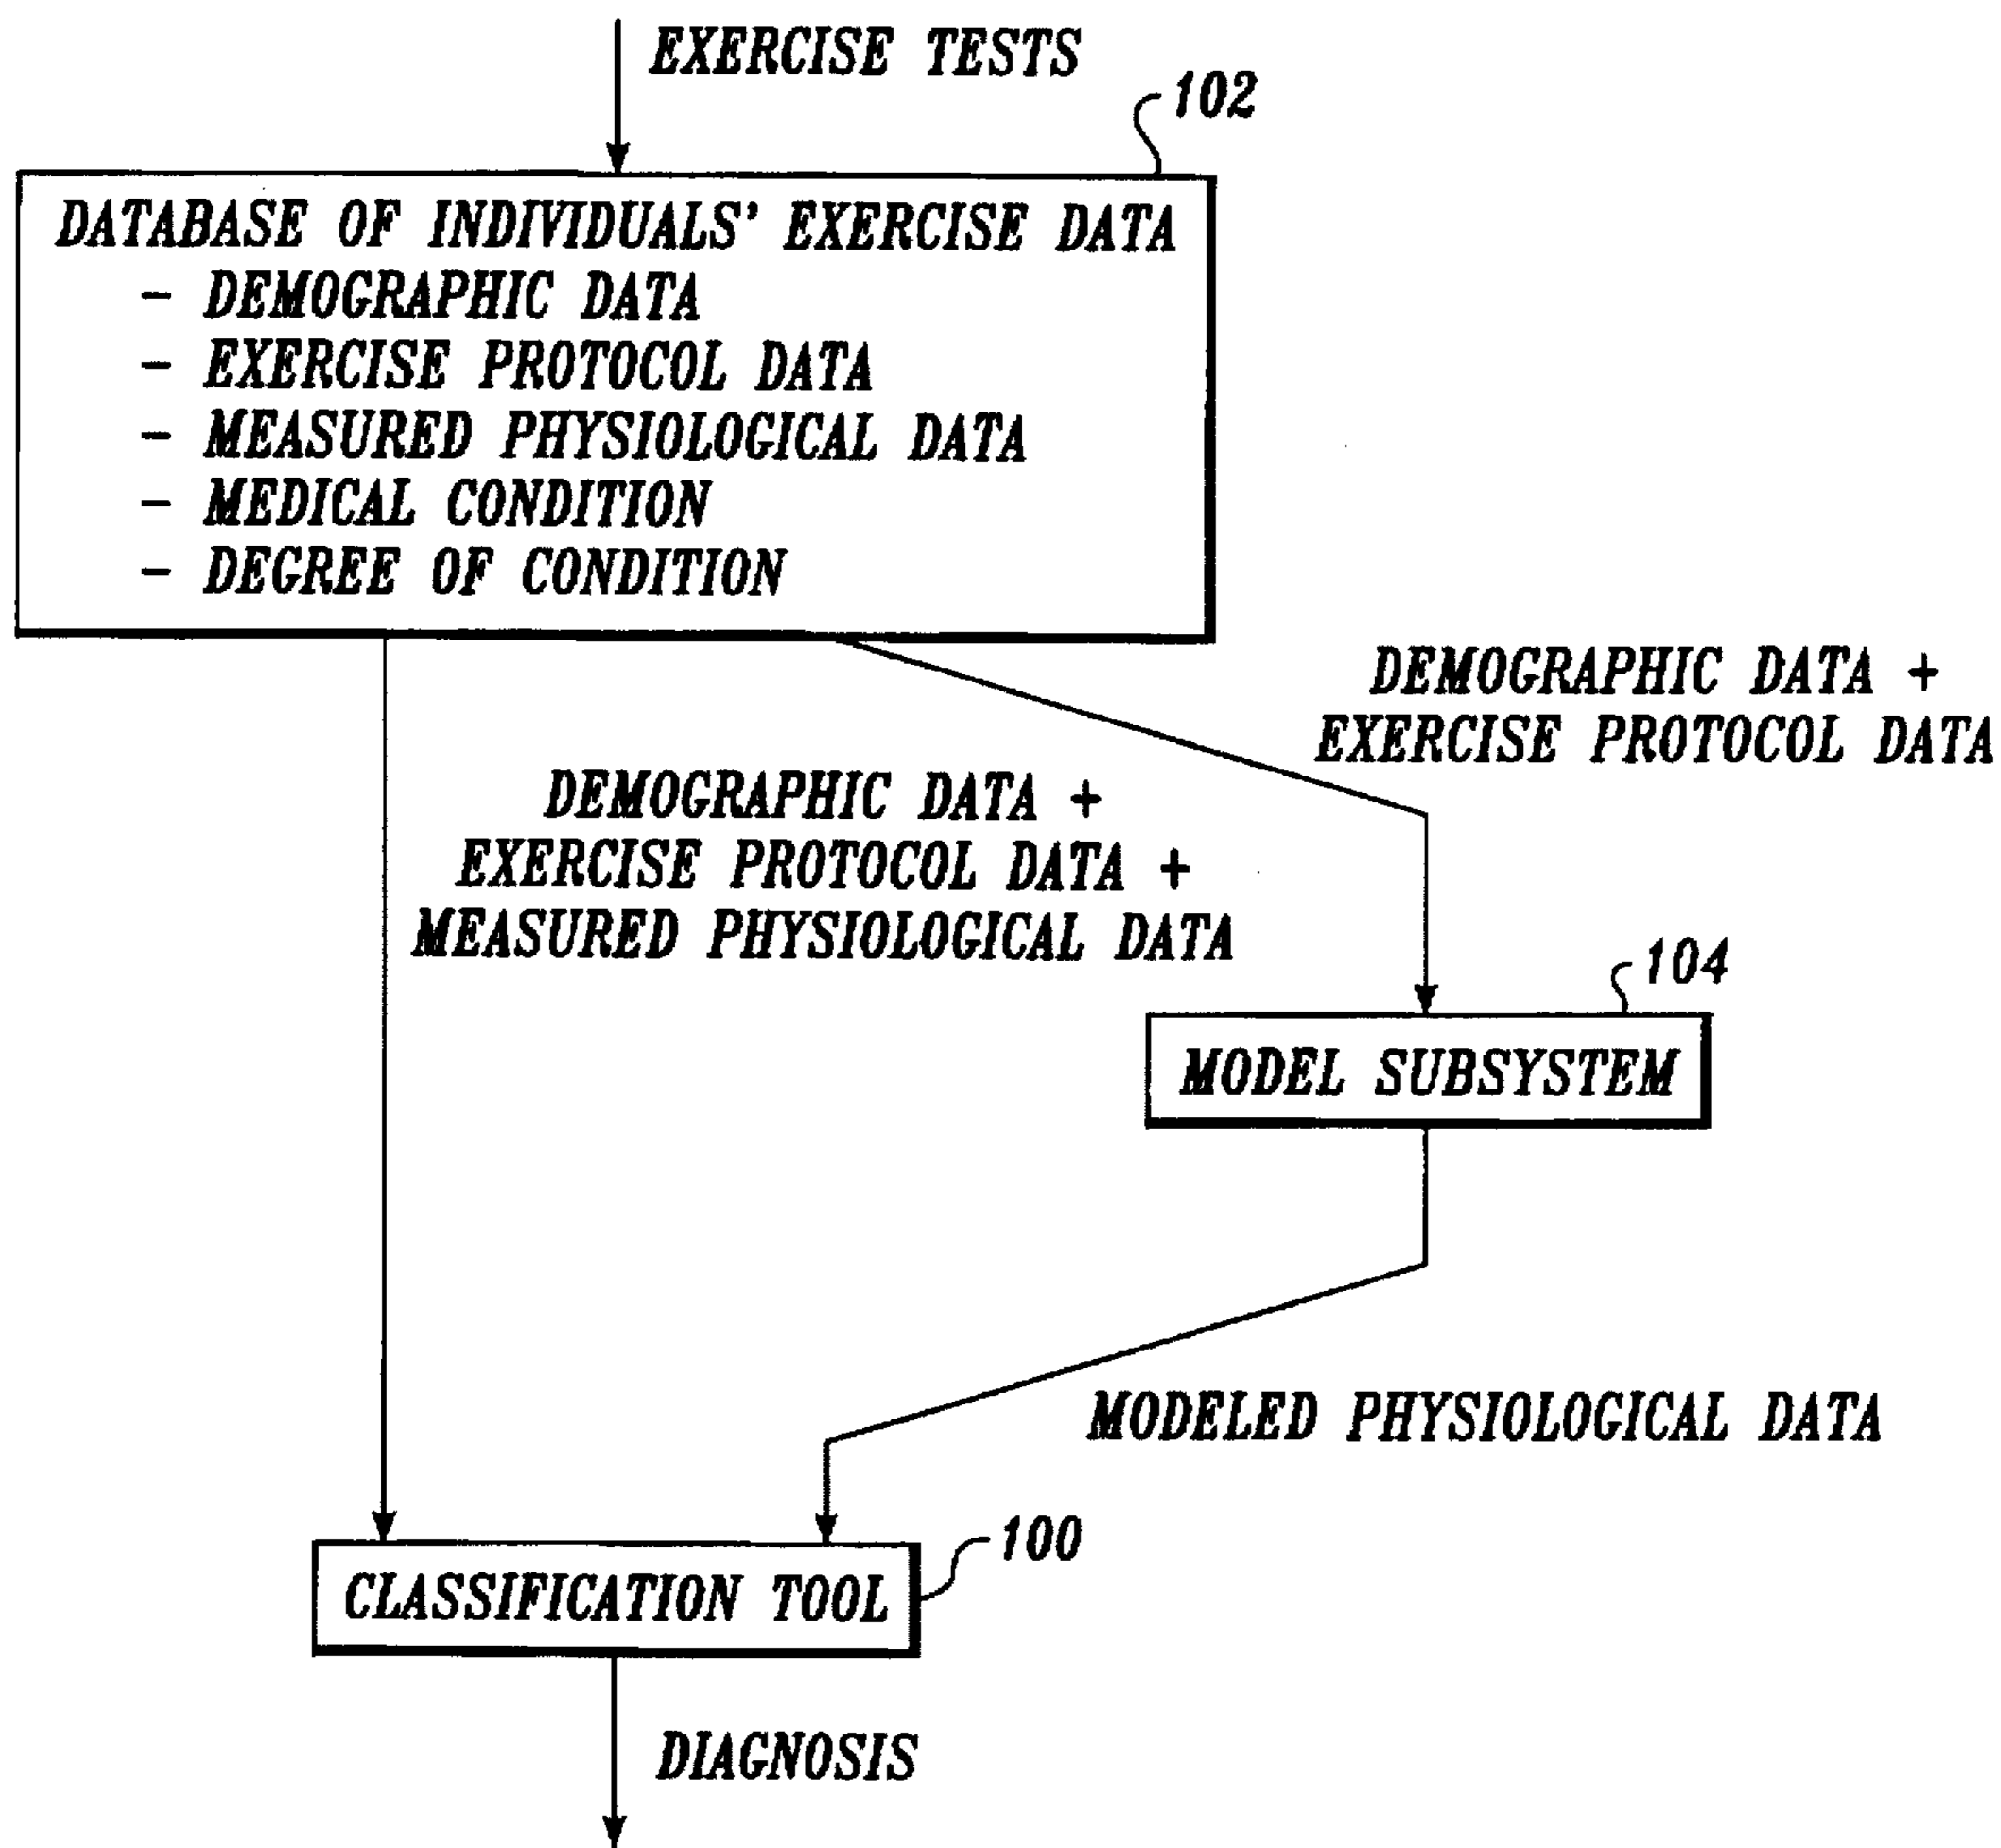 EXERCISE TESTS
102
DATABASE OF INDIVIDUALS' EXERCISE DATA
- DEMOGRAPHIC DATA
- EXERCISE PROTOCOL DATA
- MEASURED PHYSIOLOGICAL DATA
- MEDICAL CONDITION
- DEGREE OF CONDITION
DEMOGRAPHIC DATA +
EXERCISE PROTOCOL DATA
DEMOGRAPHIC DATA +
EXERCISE PROTOCOL DATA +
MEASURED PHYSIOLOGICAL DATA
104
MODEL SUBSYSTEM
MODELED PHYSIOLOGICAL DATA
100
CLASSIFICATION TOOL
DIAGNOSIS